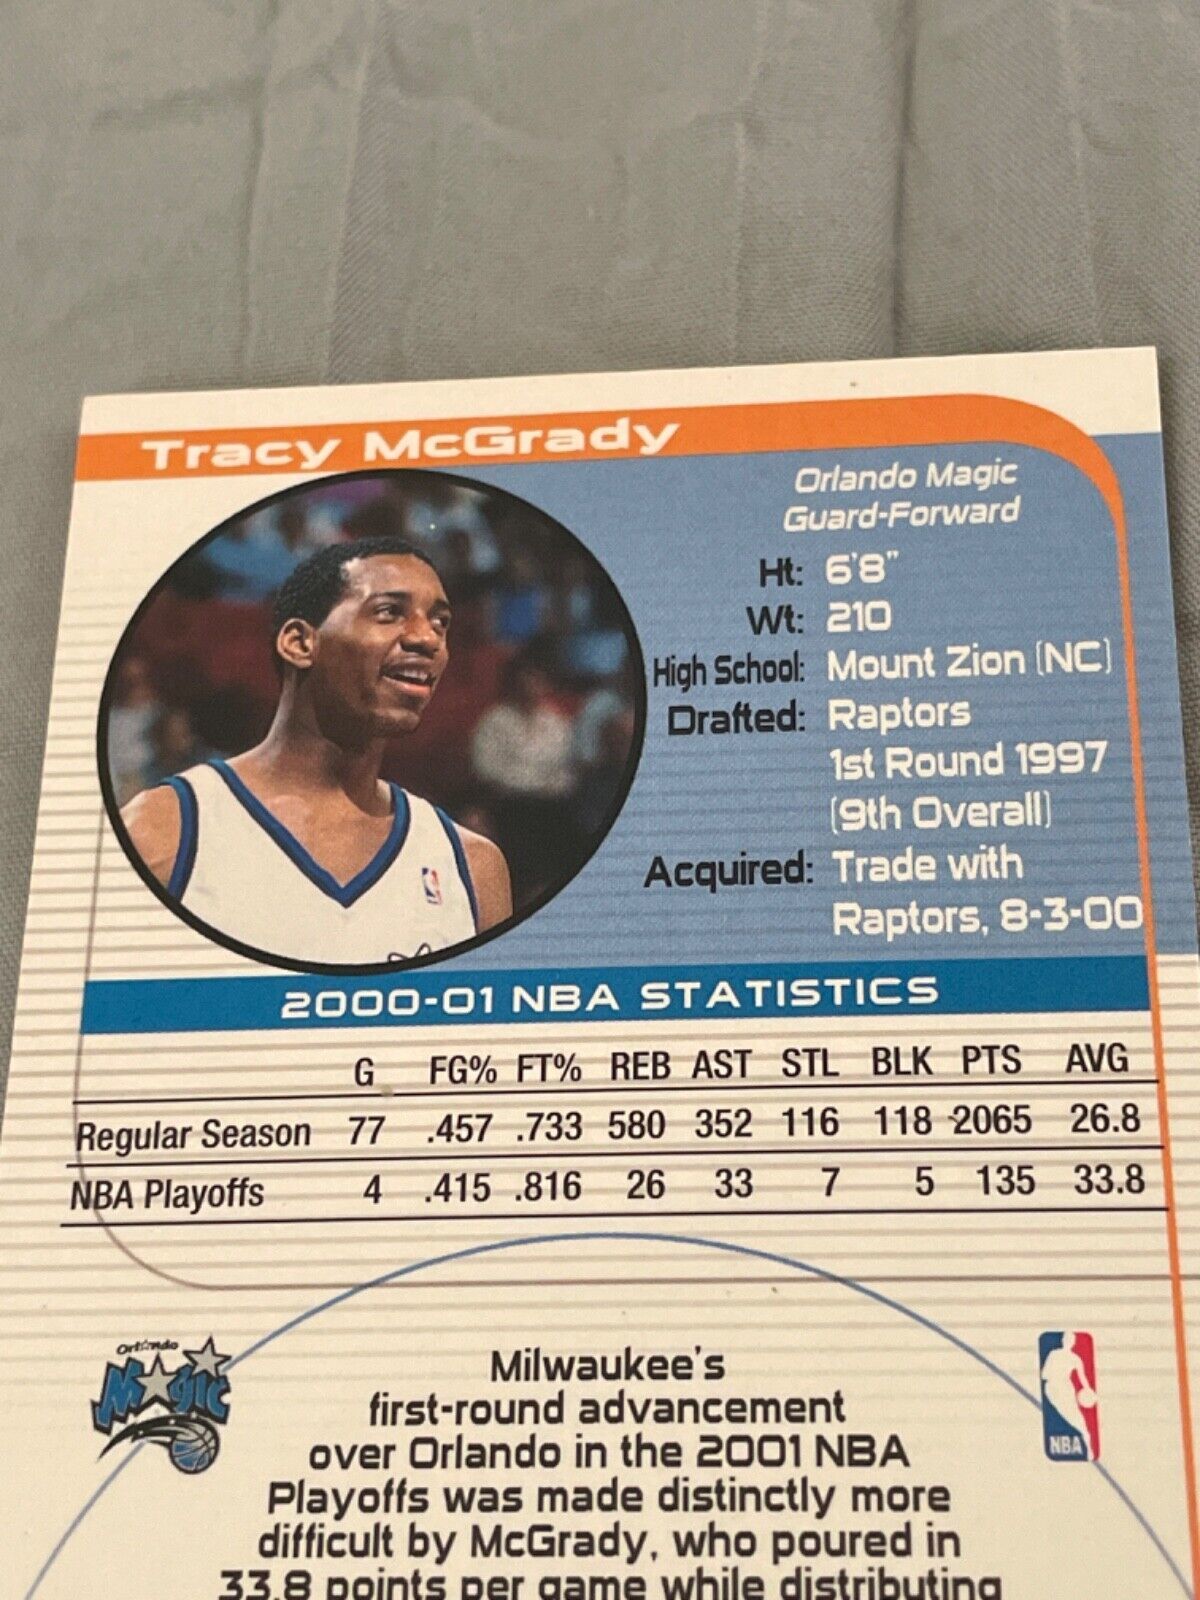 Tracy McGrady
Orlando Magic
Guard-Forward
Ht: 6'8"
Wt: 210
High School: Mount Zion (NC)
Drafted: Raptors
1st Round 1997
(9th Overall)
Acquired: Trade with
Raptors, 8-3-00
2000-01 NBA STATISTICS
G FG% FT% REB AST STL BLK PTS AVG
Regular Season 77 .457 .733 580 352 116 118 2065 26.8
NBA Playoffs 4 .415 .816 26 33 7 5 135 33.8
Orlando
Magic
NBA
Milwaukee's
first-round advancement
over Orlando in the 2001 NBA
Playoffs was made distinctly more
difficult by McGrady, who poured in
33.8 points per game while distributing